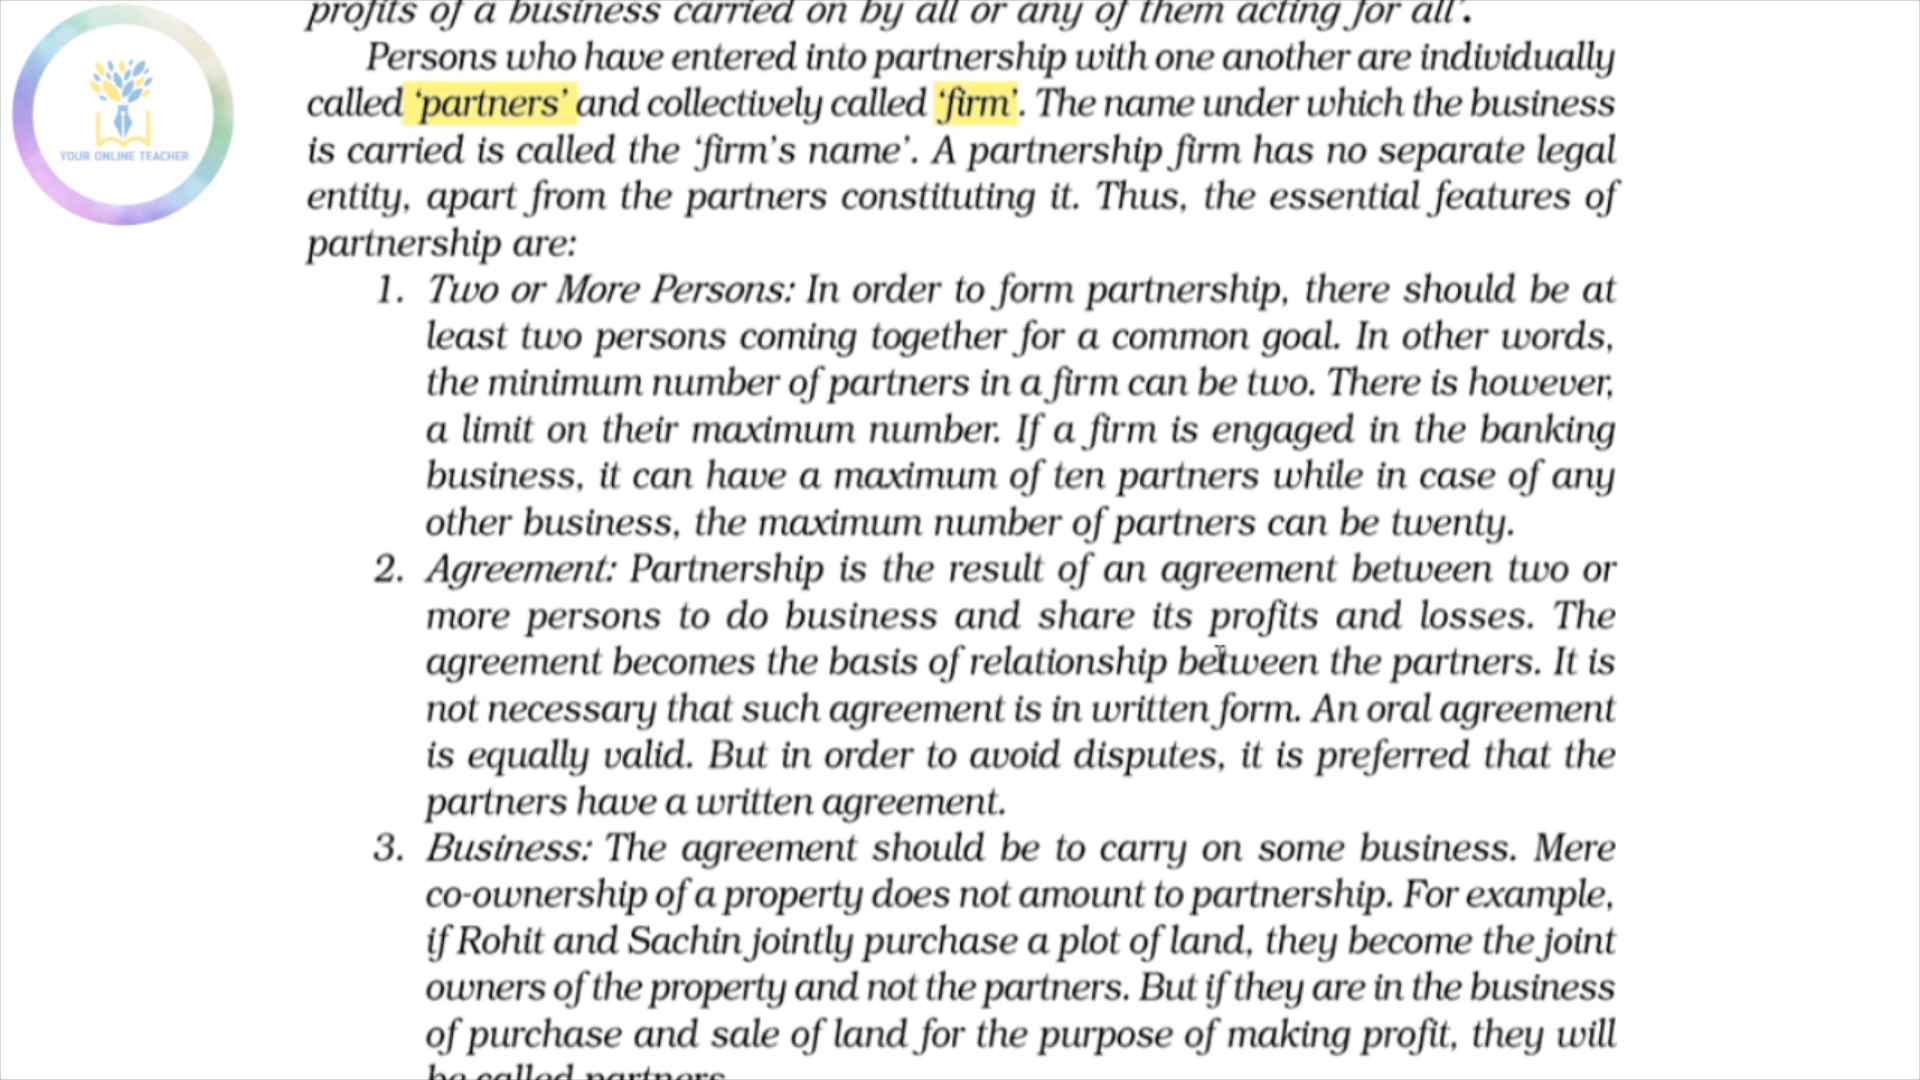 profits of a business carried on by all or any of them acting for all'.
YOUR ONLINE TEACHER
Persons who have entered into partnership with one another are individually
called 'partners' and collectively called 'firm'. The name under which the business
is carried is called the 'firm's name'. A partnership firm has no separate legal
entity, apart from the partners constituting it. Thus, the essential features of
partnership are:
1. Two or More Persons: In order to form partnership, there should be at
least two persons coming together for a common goal. In other words,
the minimum number of partners in a firm can be two. There is however,
a limit on their maximum number. If a firm is engaged in the banking
business, it can have a maximum of ten partners while in case of any
other business, the maximum number of partners can be twenty.
2. Agreement: Partnership is the result of an agreement between two or
more persons to do business and share its profits and losses. The
agreement becomes the basis of relationship between the partners. It is
not necessary that such agreement is in written form. An oral agreement
is equally valid. But in order to avoid disputes, it is preferred that the
partners have a written agreement.
3. Business: The agreement should be to carry on some business. Mere
co-ownership of a property does not amount to partnership. For example,
if Rohit and Sachin jointly purchase a plot of land, they become the joint
owners of the property and not the partners. But if they are in the business
of purchase and sale of land for the purpose of making profit, they will
be called partners.